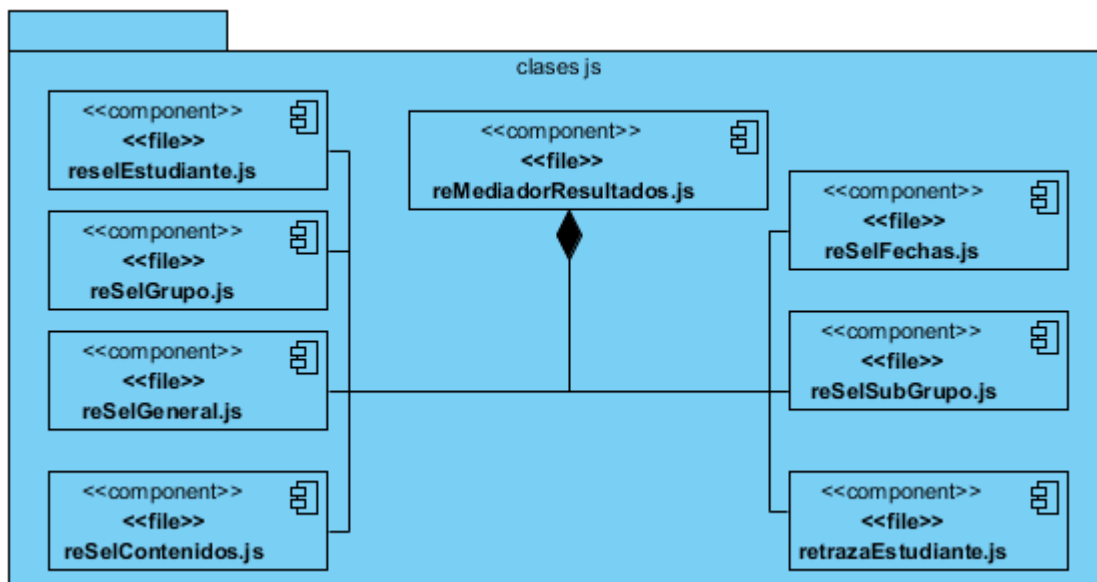 clases js
<<component>>
<<file>>
reselEstudiante.js
<<component>>
<<file>>
reSelGrupo.js
<<component>>
<<file>>
reSelGeneral.js
<<component>>
<<file>>
reSelContenidos.js
<<component>>
<<file>>
reMediadorResultados.js
<<component>>
<<file>>
reSelFechas.js
<<component>>
<<file>>
reSelSubGrupo.js
<<component>>
<<file>>
retrazaEstudiante.js